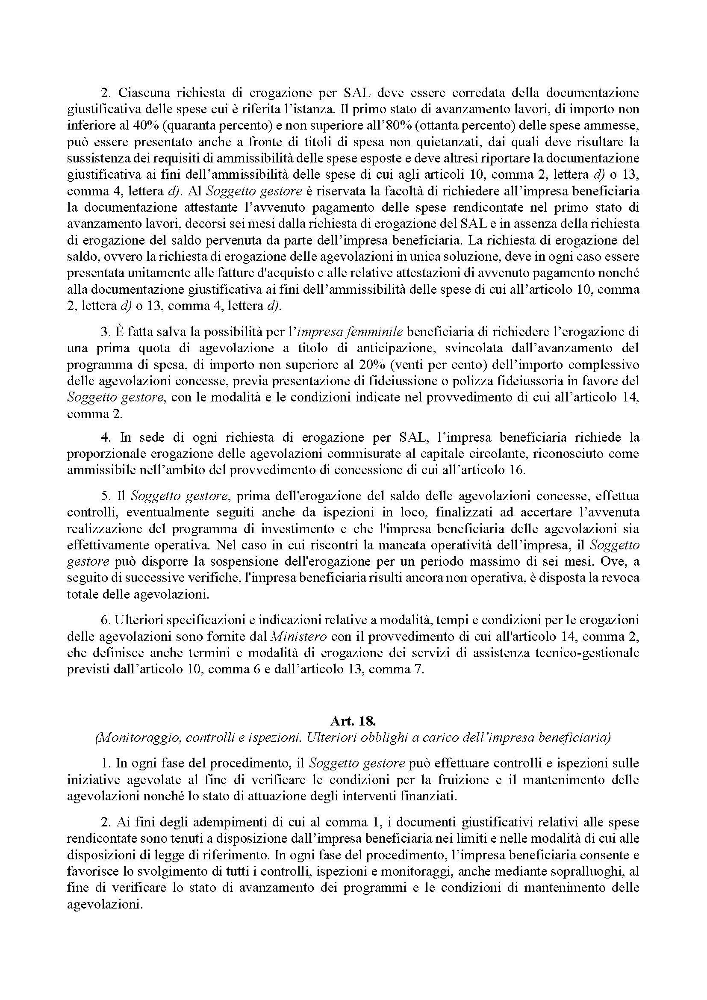 2. Ciascuna richiesta di erogazione per SAL deve essere corredata della documentazione
giustificativa delle spese cui è riferita l’istanza. Il primo stato di avanzamento lavori, di importo non
inferiore al 40% (quaranta percento) e non superiore all’80% (ottanta percento) delle spese ammesse,
può essere presentato anche a fronte di titoli di spesa non quietanzati, dai quali deve risultare la
sussistenza dei requisiti di ammissibilità delle spese esposte e deve altresì riportare la documentazione
giustificativa ai fini dell’ammissibilità delle spese di cui agli articoli 10, comma 2, lettera d) o 13,
comma 4, lettera d). Al Soggetto gestore è riservata la facoltà di richiedere all’impresa beneficiaria
la documentazione attestante l’avvenuto pagamento delle spese rendicontate nel primo stato di
avanzamento lavori, decorsi sei mesi dalla richiesta di erogazione del SAL e in assenza della richiesta
di erogazione del saldo pervenuta da parte dell’impresa beneficiaria. La richiesta di erogazione del
saldo, ovvero la richiesta di erogazione delle agevolazioni in unica soluzione, deve in ogni caso essere
presentata unitamente alle fatture d'acquisto e alle relative attestazioni di avvenuto pagamento nonché
alla documentazione giustificativa ai fini dell’ammissibilità delle spese di cui all’articolo 10, comma
2, lettera d) o 13, comma 4, lettera d).
3. È fatta salva la possibilità per l’impresa femminile beneficiaria di richiedere l’erogazione di
una prima quota di agevolazione a titolo di anticipazione, svincolata dall’avanzamento del
programma di spesa, di importo non superiore al 20% (venti per cento) dell’importo complessivo
delle agevolazioni concesse, previa presentazione di fideiussione o polizza fideiussoria in favore del
Soggetto gestore, con le modalità e le condizioni indicate nel provvedimento di cui all’articolo 14,
comma 2.
4. In sede di ogni richiesta di erogazione per SAL, l’impresa beneficiaria richiede la
proporzionale erogazione delle agevolazioni commisurate al capitale circolante, riconosciuto come
ammissibile nell’ambito del provvedimento di concessione di cui all’articolo 16.
5. Il Soggetto gestore, prima dell'erogazione del saldo delle agevolazioni concesse, effettua
controlli, eventualmente seguiti anche da ispezioni in loco, finalizzati ad accertare l’avvenuta
realizzazione del programma di investimento e che l'impresa beneficiaria delle agevolazioni sia
effettivamente operativa. Nel caso in cui riscontri la mancata operatività dell’impresa, il Soggetto
gestore può disporre la sospensione dell'erogazione per un periodo massimo di sei mesi. Ove, a
seguito di successive verifiche, l'impresa beneficiaria risulti ancora non operativa, è disposta la revoca
totale delle agevolazioni.
6. Ulteriori specificazioni e indicazioni relative a modalità, tempi e condizioni per le erogazioni
delle agevolazioni sono fornite dal Ministero con il provvedimento di cui all'articolo 14, comma 2,
che definisce anche termini e modalità di erogazione dei servizi di assistenza tecnico-gestionale
previsti dall’articolo 10, comma 6 e dall’articolo 13, comma 7.
Art. 18.
(Monitoraggio, controlli e ispezioni. Ulteriori obblighi a carico dell’impresa beneficiaria)
1. In ogni fase del procedimento, il Soggetto gestore può effettuare controlli e ispezioni sulle
iniziative agevolate al fine di verificare le condizioni per la fruizione e il mantenimento delle
agevolazioni nonché lo stato di attuazione degli interventi finanziati.
2. Ai fini degli adempimenti di cui al comma 1, i documenti giustificativi relativi alle spese
rendicontate sono tenuti a disposizione dall’impresa beneficiaria nei limiti e nelle modalità di cui alle
disposizioni di legge di riferimento. In ogni fase del procedimento, l’impresa beneficiaria consente e
favorisce lo svolgimento di tutti i controlli, ispezioni e monitoraggi, anche mediante sopralluoghi, al
fine di verificare lo stato di avanzamento dei programmi e le condizioni di mantenimento delle
agevolazioni.